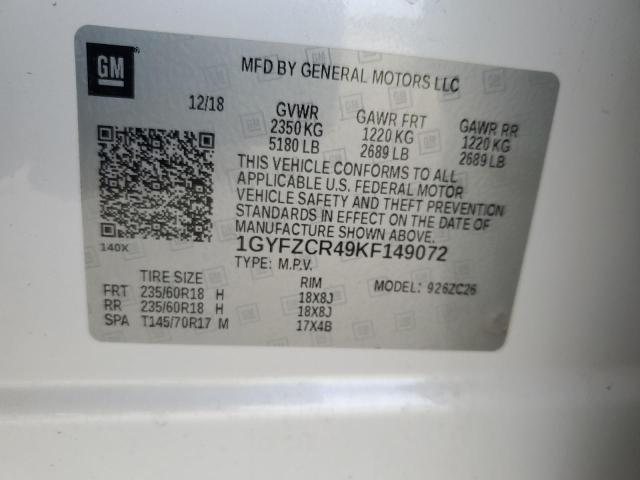 GM
MFD BY GENERAL MOTORS LLC
12/18
GVWR
2350 KG
5180 LB
GAWR FRT
1220 KG
2689 LB
GAWR RR
1220 KG
2689 LB
THIS VEHICLE CONFORMS TO ALL
APPLICABLE U.S. FEDERAL MOTOR
VEHICLE SAFETY AND THEFT PREVENTION
STANDARDS IN EFFECT ON THE DATE OF
MANUFACTURE SHOWN ABOVE.
1GYFZCR49KF149072
140X
TYPE: M.P.V.
MODEL: 926ZC26
TIRE SIZE RIM
FRT 235/60R18 H 18X8J
RR 235/60R18 H 18X8J
SPA T145/70R17 M 17X4B